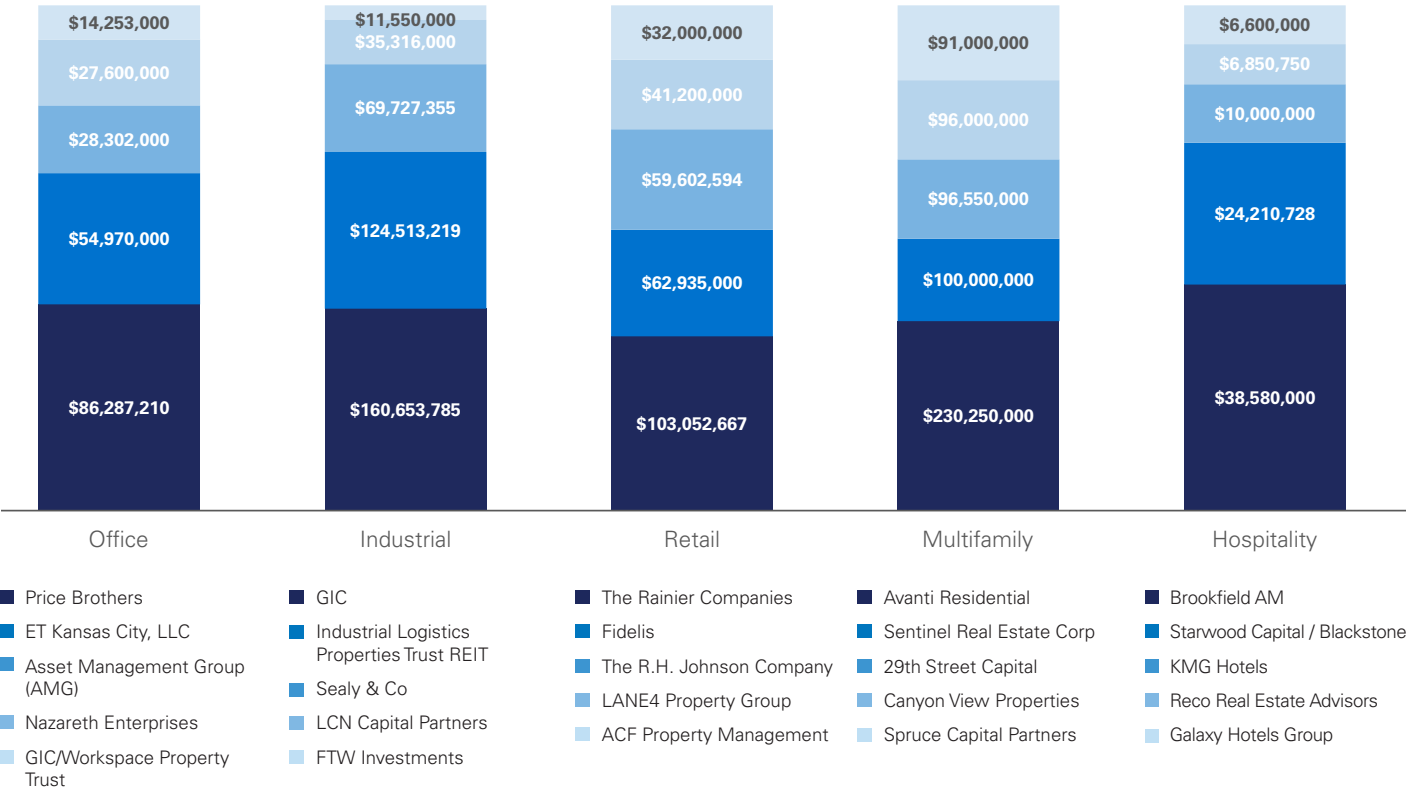 $14,253,000
$27,600,000
$28,302,000
$54,970,000
$86,287,210
Office
$11,550,000
$35,316,000
$69,727,355
$124,513,219
$160,653,785
Industrial
$32,000,000
$41,200,000
$59,602,594
$62,935,000
$103,052,667
Retail
$91,000,000
$96,000,000
$96,550,000
$100,000,000
$230,250,000
Multifamily
$6,600,000
$6,850,750
$10,000,000
$24,210,728
$38,580,000
Hospitality
Price Brothers
ET Kansas City, LLC
Asset Management Group
(AMG)
Nazareth Enterprises
GIC/Workspace Property
Trust
GIC
Industrial Logistics
Properties Trust REIT
Sealy & Co
LCN Capital Partners
FTW Investments
The Rainier Companies
Fidelis
The R.H. Johnson Company
LANE4 Property Group
ACF Property Management
Avanti Residential
Sentinel Real Estate Corp
29th Street Capital
Canyon View Properties
Spruce Capital Partners
Brookfield AM
Starwood Capital / Blackstone
KMG Hotels
Reco Real Estate Advisors
Galaxy Hotels Group